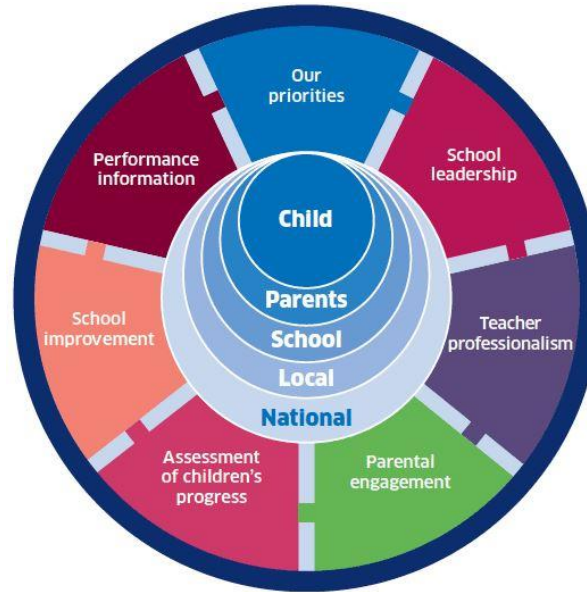 Our
priorities
School
leadership
Teacher
professionalism
Parental
engagement
Assessment
of children's
progress
School
improvement
Performance
information
Child
Parents
School
Local
National